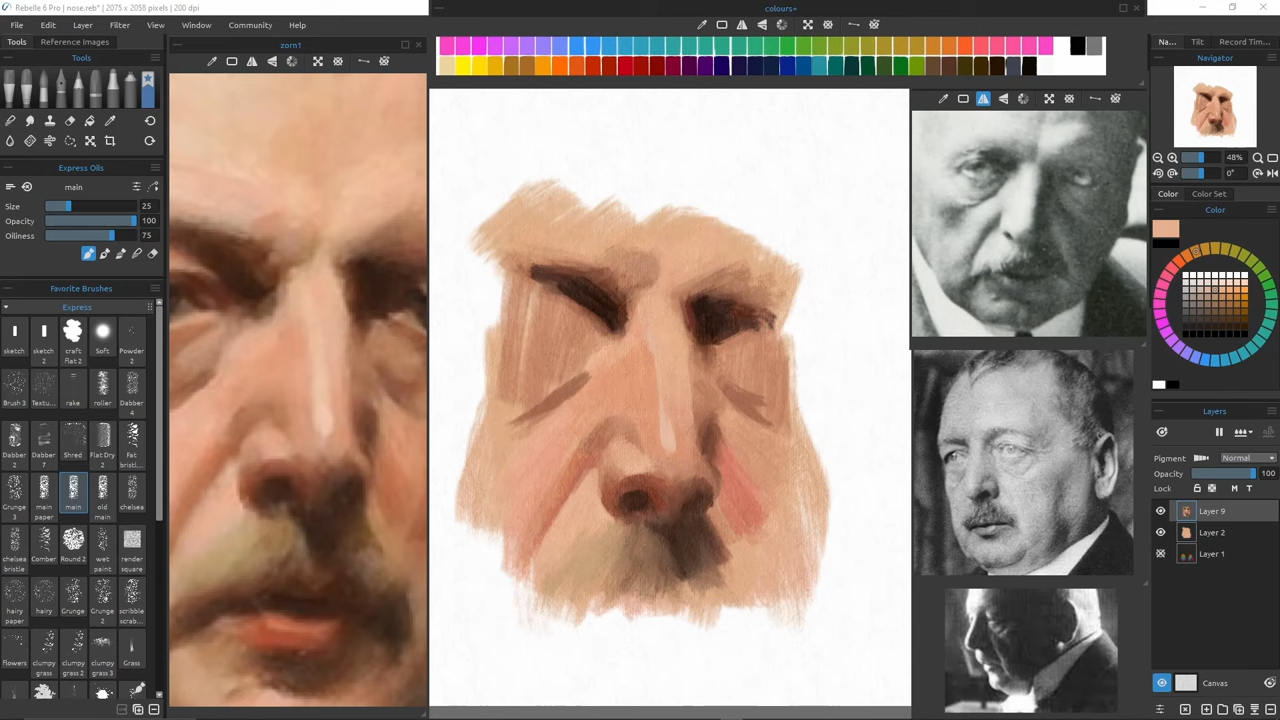 Rebelle 6 Pro | nose.reb* | 2075 x 2058 pixels | 200 dpi
colours+
File Edit Layer Filter View Window Community Help
Tools Reference Images
zorn1
Na... Tilt Record Tim...
Tools
Navigator
48%
0°
Express Oils
main
Size 25
Opacity 100
Oiliness 75
Color Color Set
Color
Favorite Brushes
Express
sketch sketch 2 craft Flat 2 Soft Powder 2
Brush 3 Textu... rake roller Dabber 4
Dabber 2 Dabber 7 Shred Flat Dry 2 Fat bristl...
Grunge 3 main paper main old main chelsea
chelsea bristle Comber Round 2 wet paint render square
hairy paper hairy Grunge Grunge 2 scribble scrab...
Flowers clumpy grass clumpy grass 2 clumpy grass 3 Grass
Layers
Pigment Normal
Opacity 100
Lock M T
Layer 9
Layer 2
Layer 1
Canvas